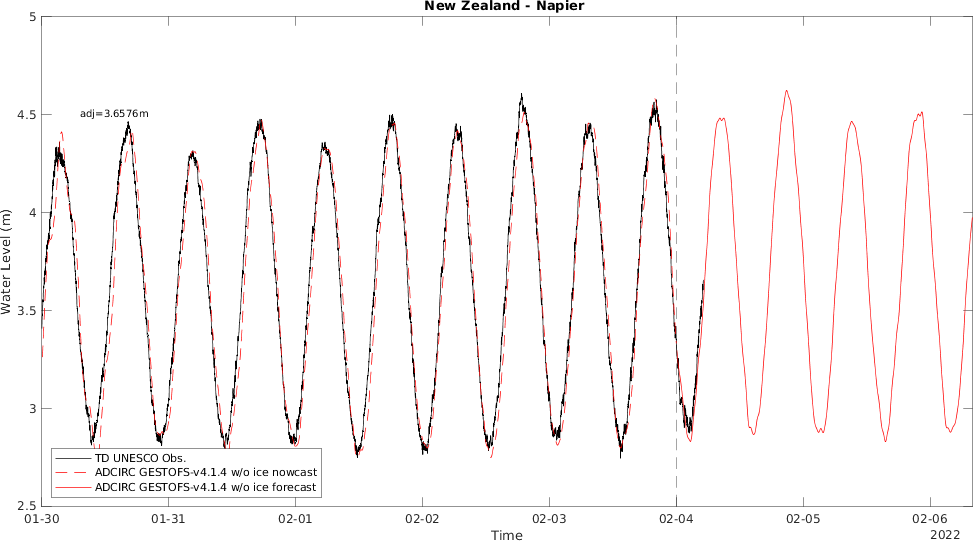 New Zealand - Napier
5
4.5
4
3.5
3
2.5
Water Level (m)
adj=3.6576m
TD UNESCO Obs.
ADCIRC GESTOFS-v4.1.4 w/o ice nowcast
ADCIRC GESTOFS-v4.1.4 w/o ice forecast
01-30 01-31 02-01 02-02 02-03 02-04 02-05 02-06
Time
2022